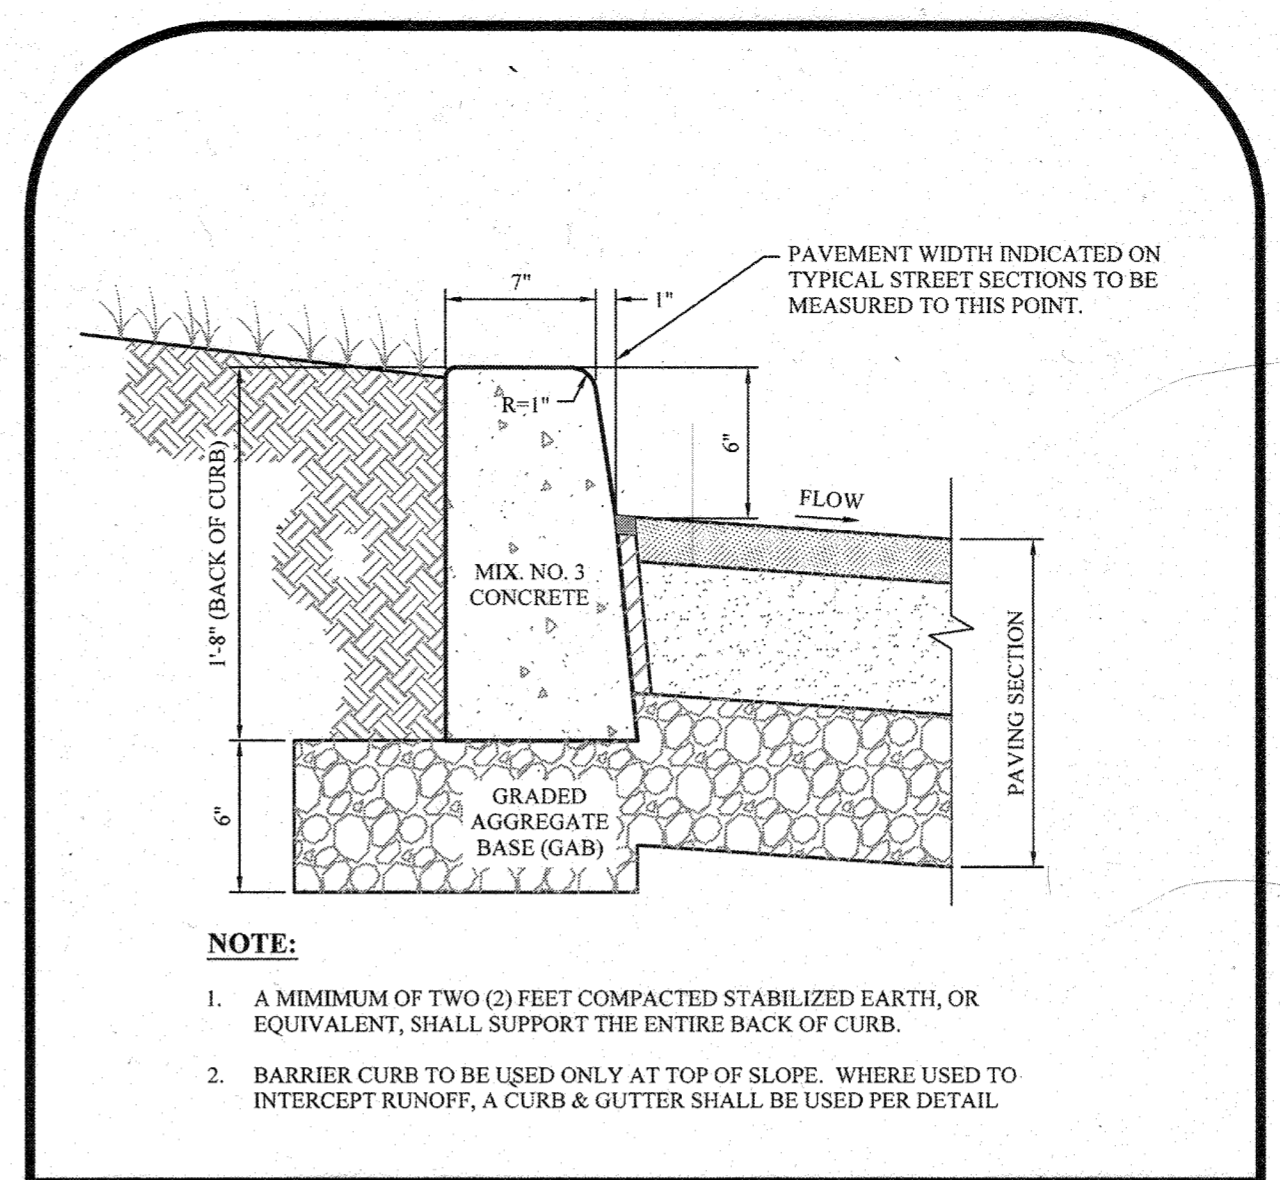 PAVEMENT WIDTH INDICATED ON
TYPICAL STREET SECTIONS TO BE
MEASURED TO THIS POINT.
7"
1"
R=1"
6"
FLOW
1'-8" (BACK OF CURB)
MIX. NO. 3
CONCRETE
PAVING SECTION
6"
GRADED
AGGREGATE
BASE (GAB)
NOTE:
1. A MIMIMUM OF TWO (2) FEET COMPACTED STABILIZED EARTH, OR
EQUIVALENT, SHALL SUPPORT THE ENTIRE BACK OF CURB.
2. BARRIER CURB TO BE USED ONLY AT TOP OF SLOPE. WHERE USED TO
INTERCEPT RUNOFF, A CURB & GUTTER SHALL BE USED PER DETAIL